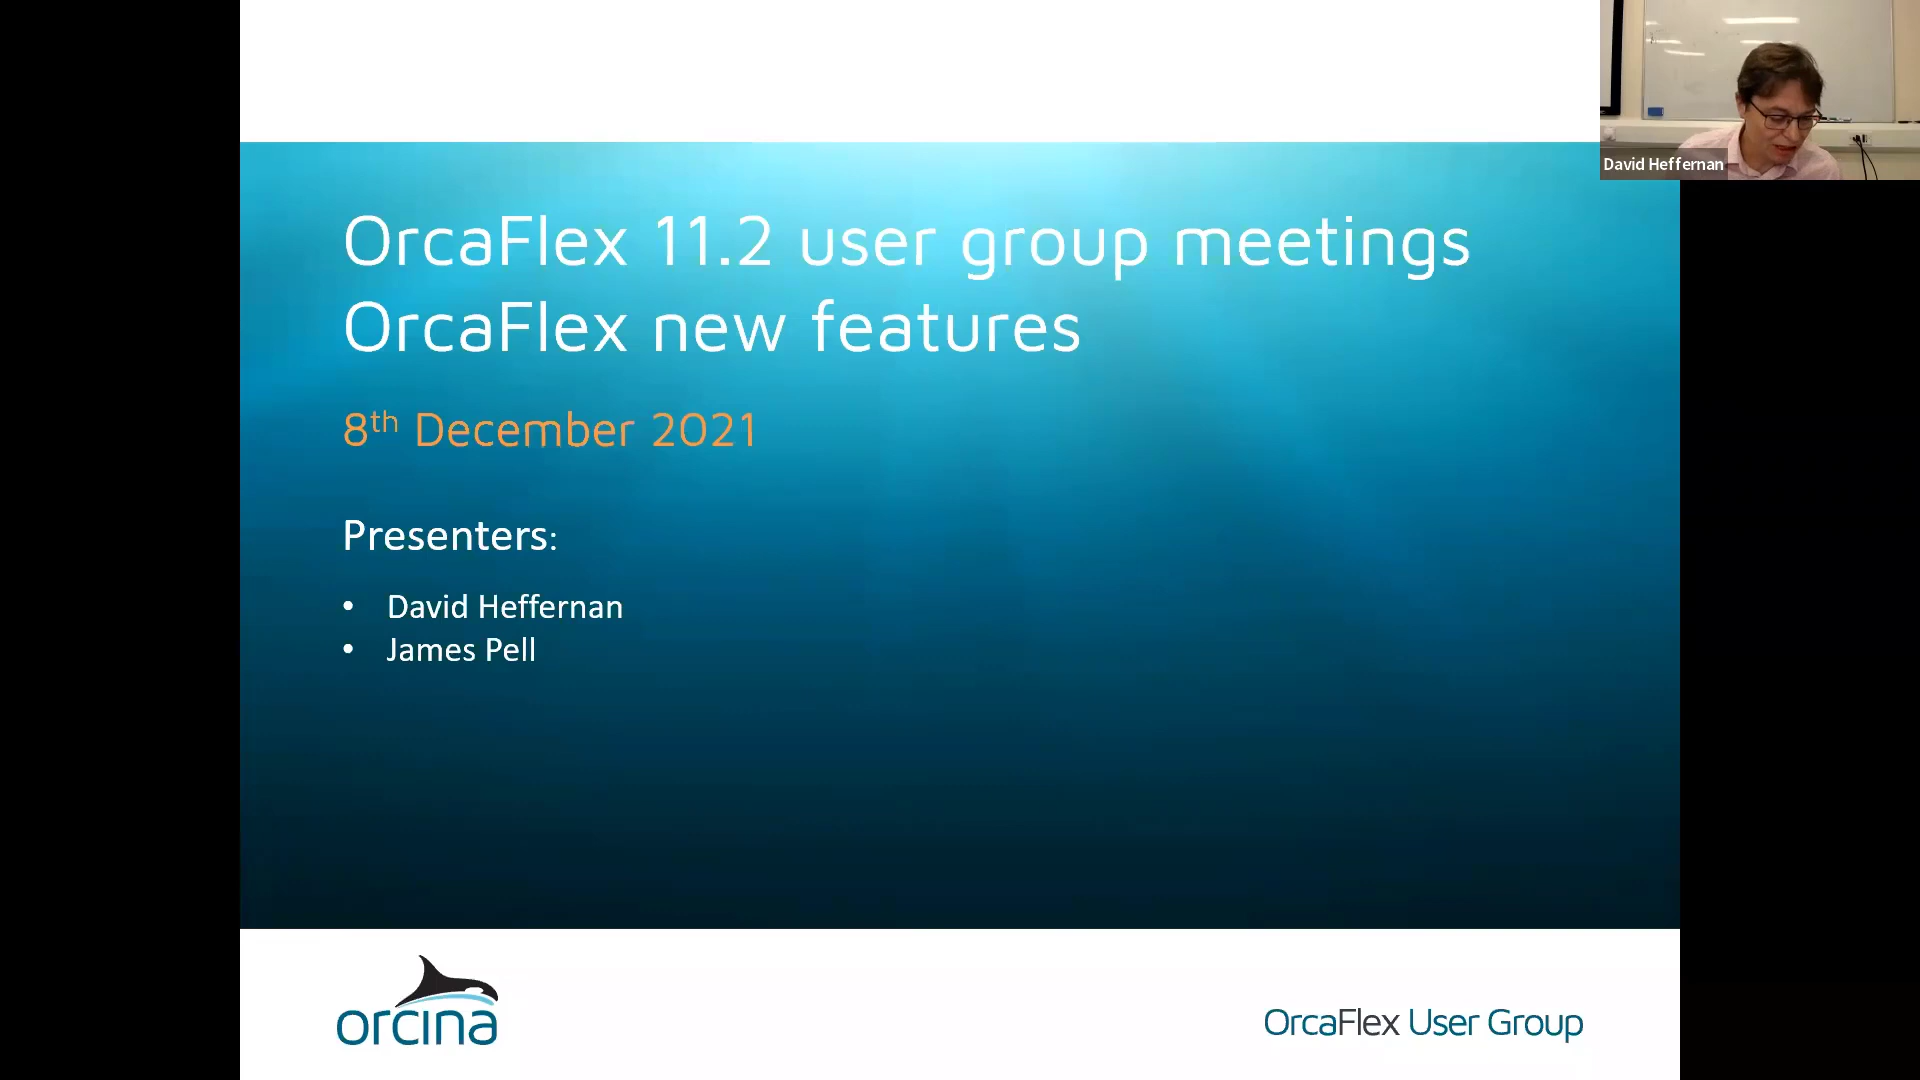 David Heffernan
OrcaFlex 11.2 user group meetings
OrcaFlex new features
8th December 2021
Presenters:
• David Heffernan
• James Pell
orcina
OrcaFlex User Group